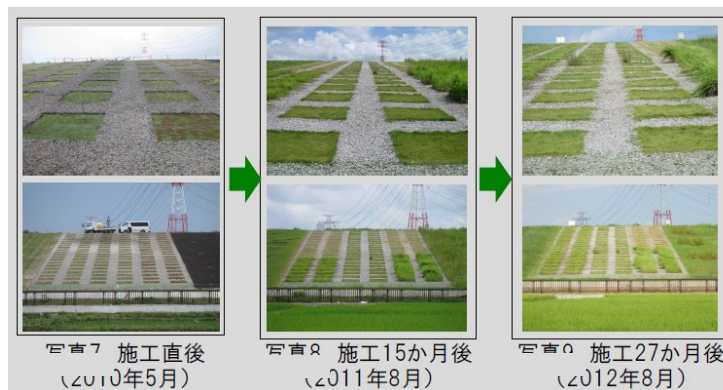 写真7 施工直後
(2010年5月)
写真8 施工15か月後
(2011年8月)
写真9 施工27か月後
(2012年8月)